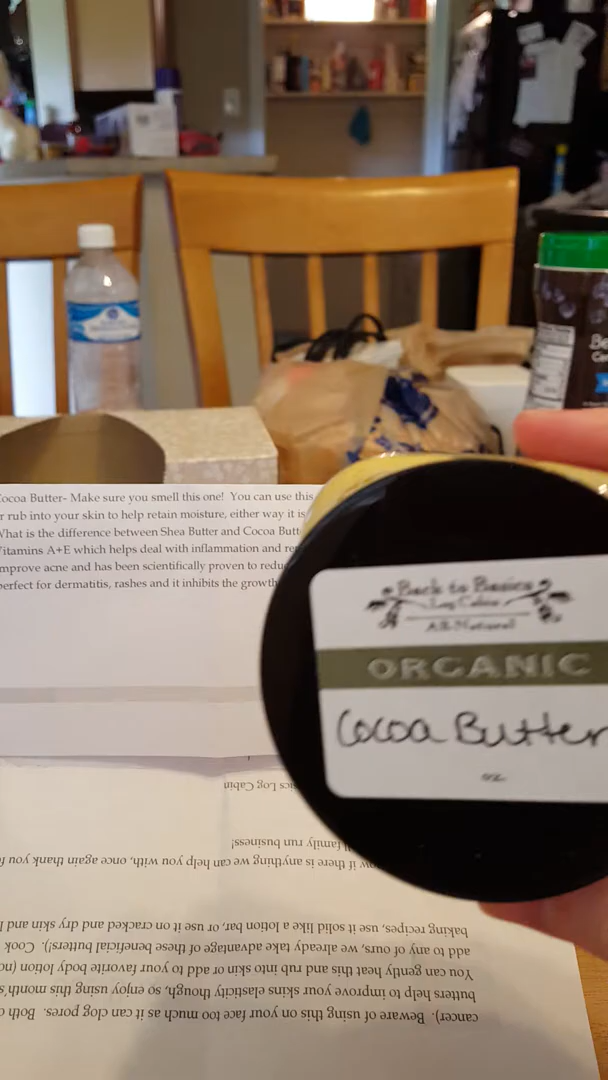 Cocoa Butter- Make sure you smell this one! You can use this
r rub into your skin to help retain moisture, either way it is
What is the difference between Shea Butter and Cocoa Butt
Vitamins A+E which helps deal with inflammation and re
mprove acne and has been scientifically proven to redu
perfect for dermatitis, rashes and it inhibits the growth
Back to Basics
Log Cabin
All-Natural
ORGANIC
Cocoa Butter
oz.
cancer). Beware of using this on your face too much as it can clog pores. Both
butters help to improve your skins elasticity though, so enjoy using this month's
You can gently heat this and rub into skin or add to your favorite body lotion (no
add to any of ours, we already take advantage of these beneficial butters!). Cook
baking recipes, use it solid like a lotion bar, or use it on cracked and dry skin and
ow if there is anything we can help you with, once again thank you f
family run business!
ics Log Cabin